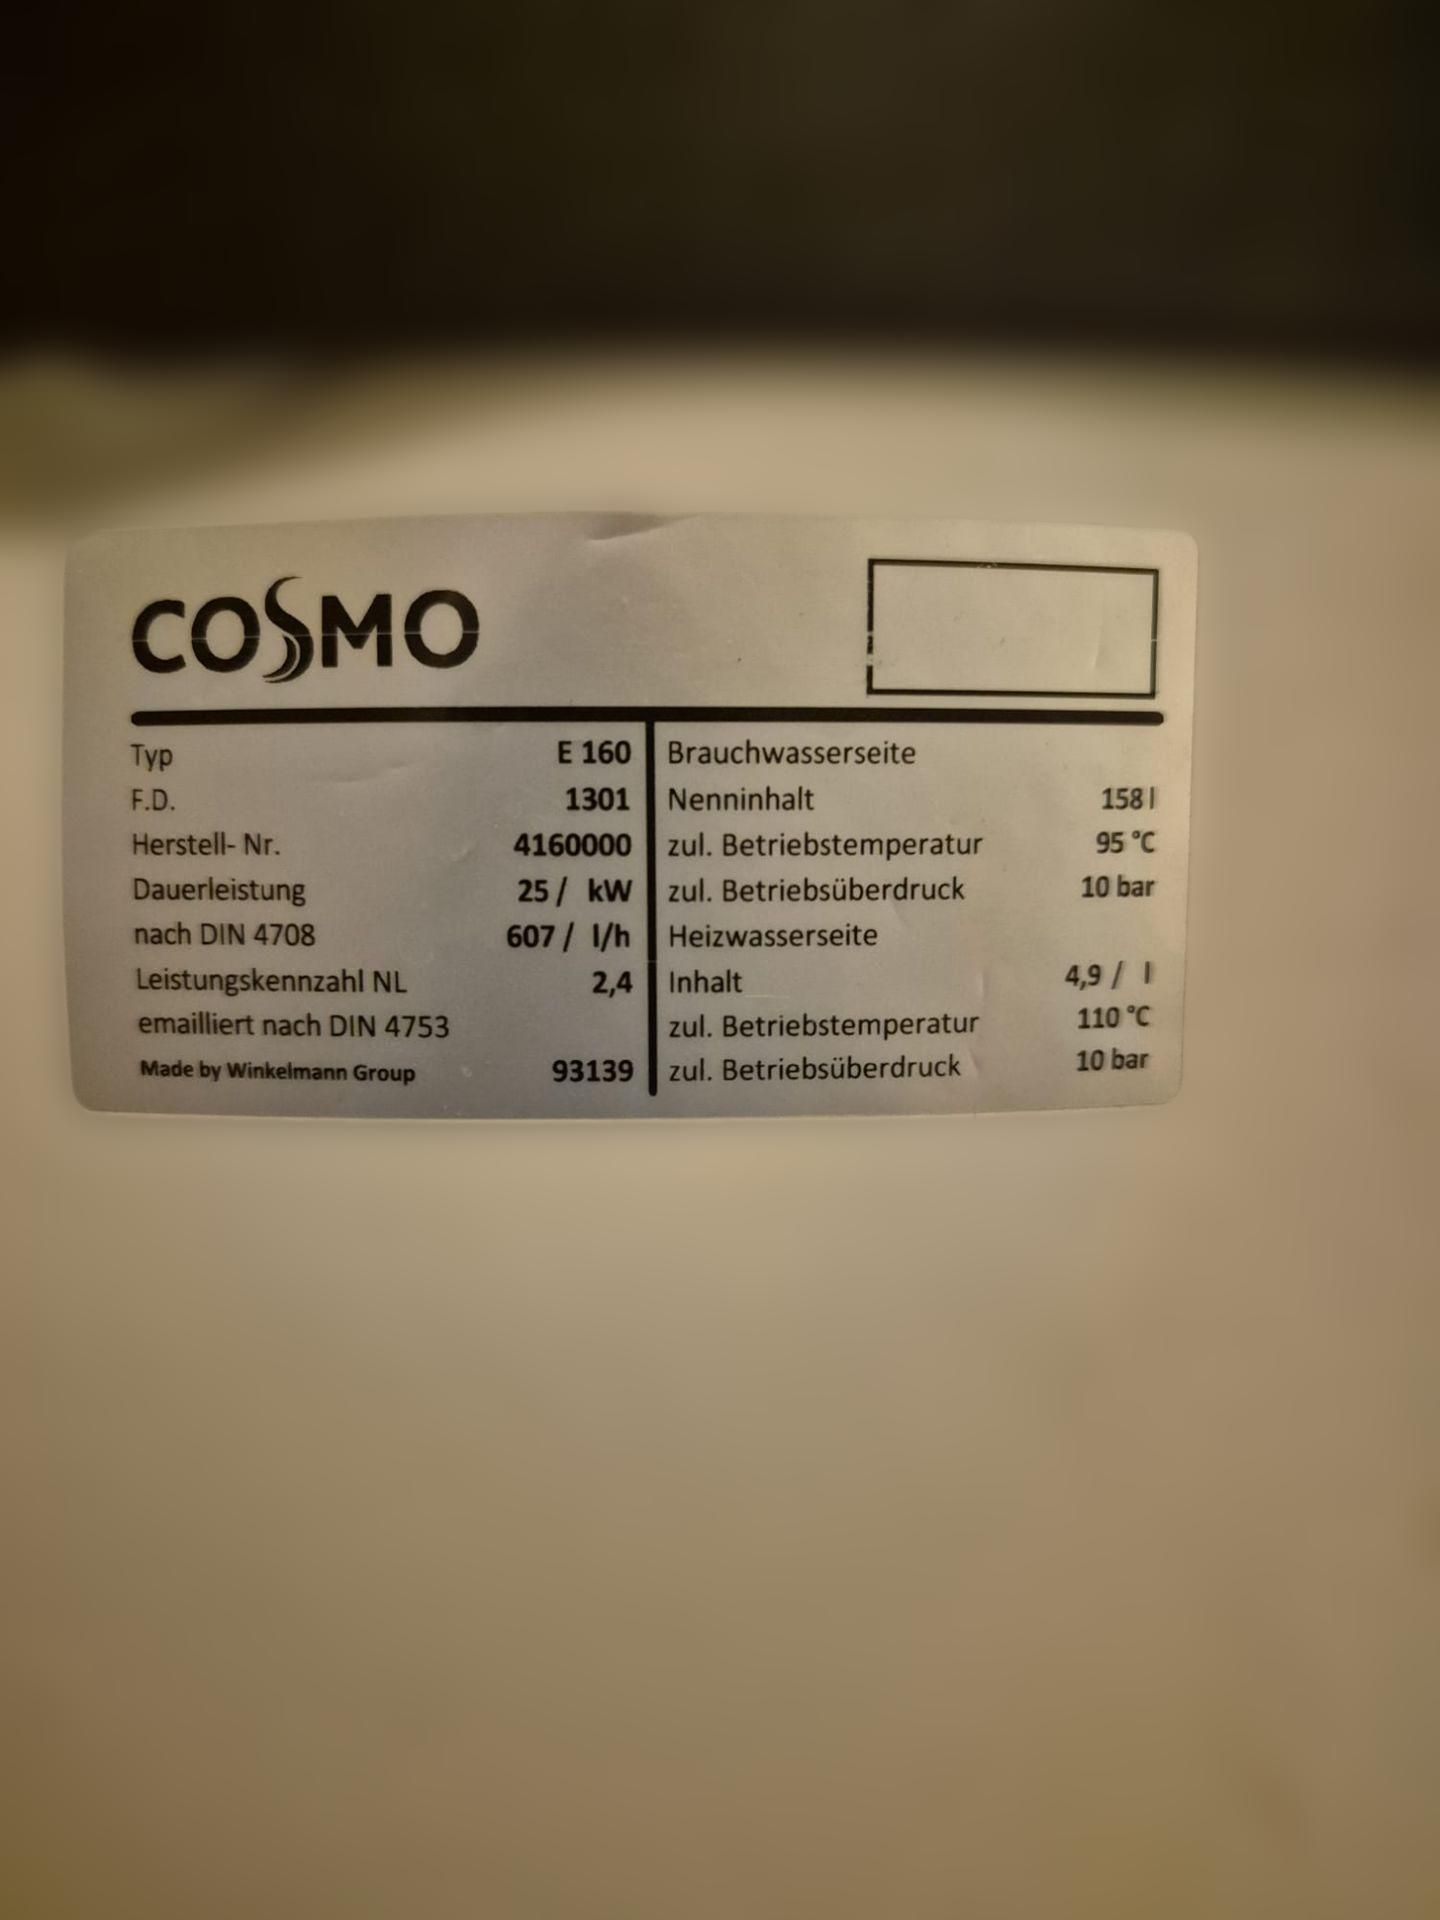 COSMO
Typ E 160
F.D. 1301
Herstell- Nr. 4160000
Dauerleistung 25 / kW
nach DIN 4708 607 / l/h
Leistungskennzahl NL 2,4
emailliert nach DIN 4753
Made by Winkelmann Group 93139
Brauchwasserseite
Nenninhalt 158 l
zul. Betriebstemperatur 95 °C
zul. Betriebsüberdruck 10 bar
Heizwasserseite
Inhalt 4,9 / l
zul. Betriebstemperatur 110 °C
zul. Betriebsüberdruck 10 bar